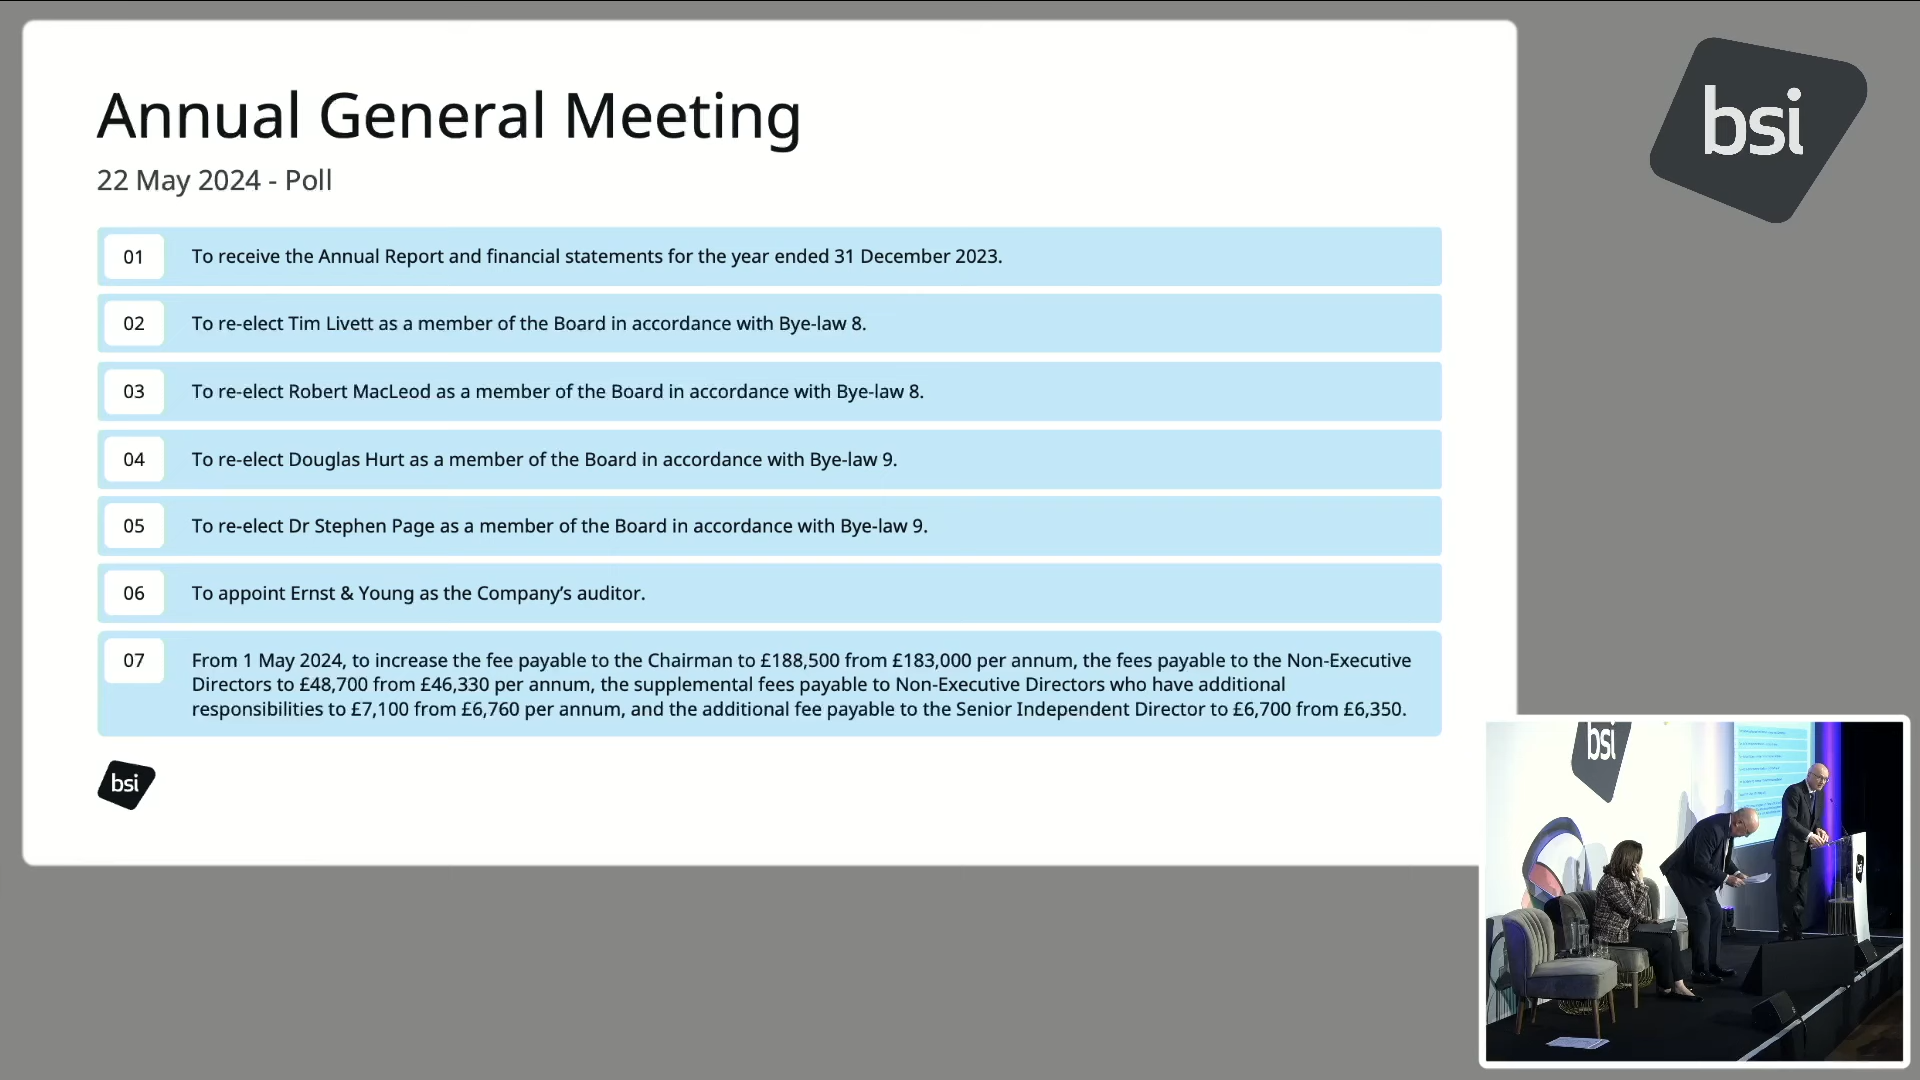 Annual General Meeting
22 May 2024 - Poll
01 To receive the Annual Report and financial statements for the year ended 31 December 2023.
02 To re-elect Tim Livett as a member of the Board in accordance with Bye-law 8.
03 To re-elect Robert MacLeod as a member of the Board in accordance with Bye-law 8.
04 To re-elect Douglas Hurt as a member of the Board in accordance with Bye-law 9.
05 To re-elect Dr Stephen Page as a member of the Board in accordance with Bye-law 9.
06 To appoint Ernst & Young as the Company’s auditor.
07 From 1 May 2024, to increase the fee payable to the Chairman to £188,500 from £183,000 per annum, the fees payable to the Non-Executive
Directors to £48,700 from £46,330 per annum, the supplemental fees payable to Non-Executive Directors who have additional
responsibilities to £7,100 from £6,760 per annum, and the additional fee payable to the Senior Independent Director to £6,700 from £6,350.
bsi
bsi
bsi